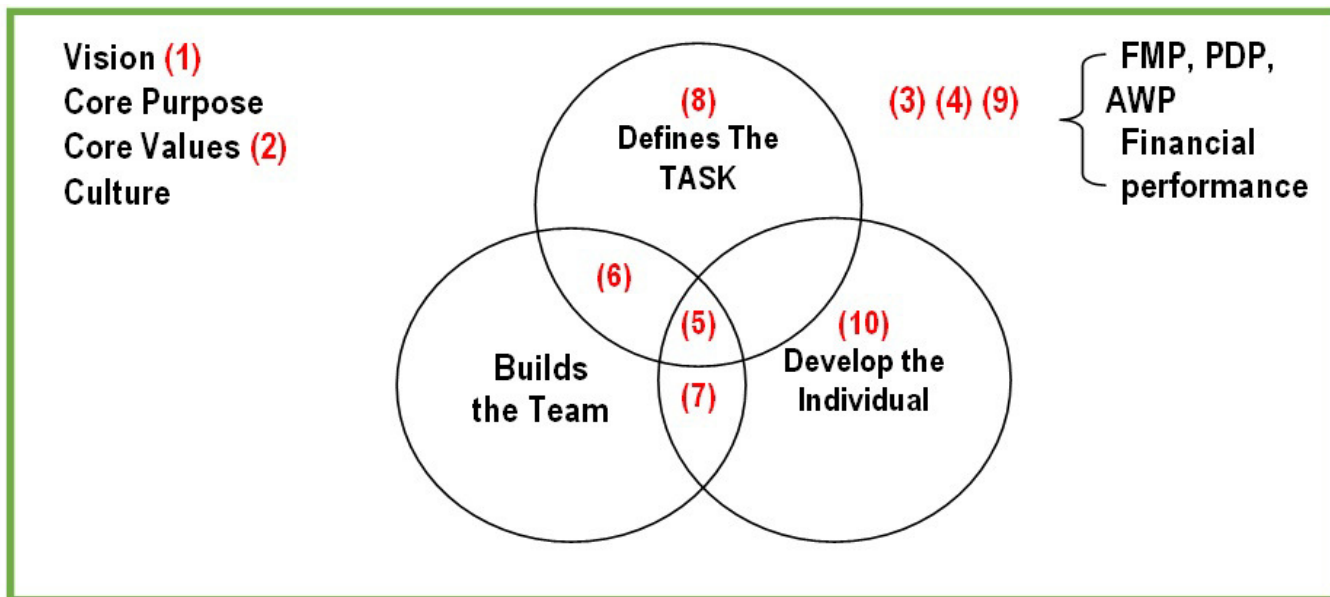 Vision (1)
Core Purpose
Core Values (2)
Culture
(8)
Defines The
TASK
(3) (4) (9)
FMP, PDP,
AWP
Financial
performance
(6)
(5)
(7)
Builds
the Team
(10)
Develop the
Individual